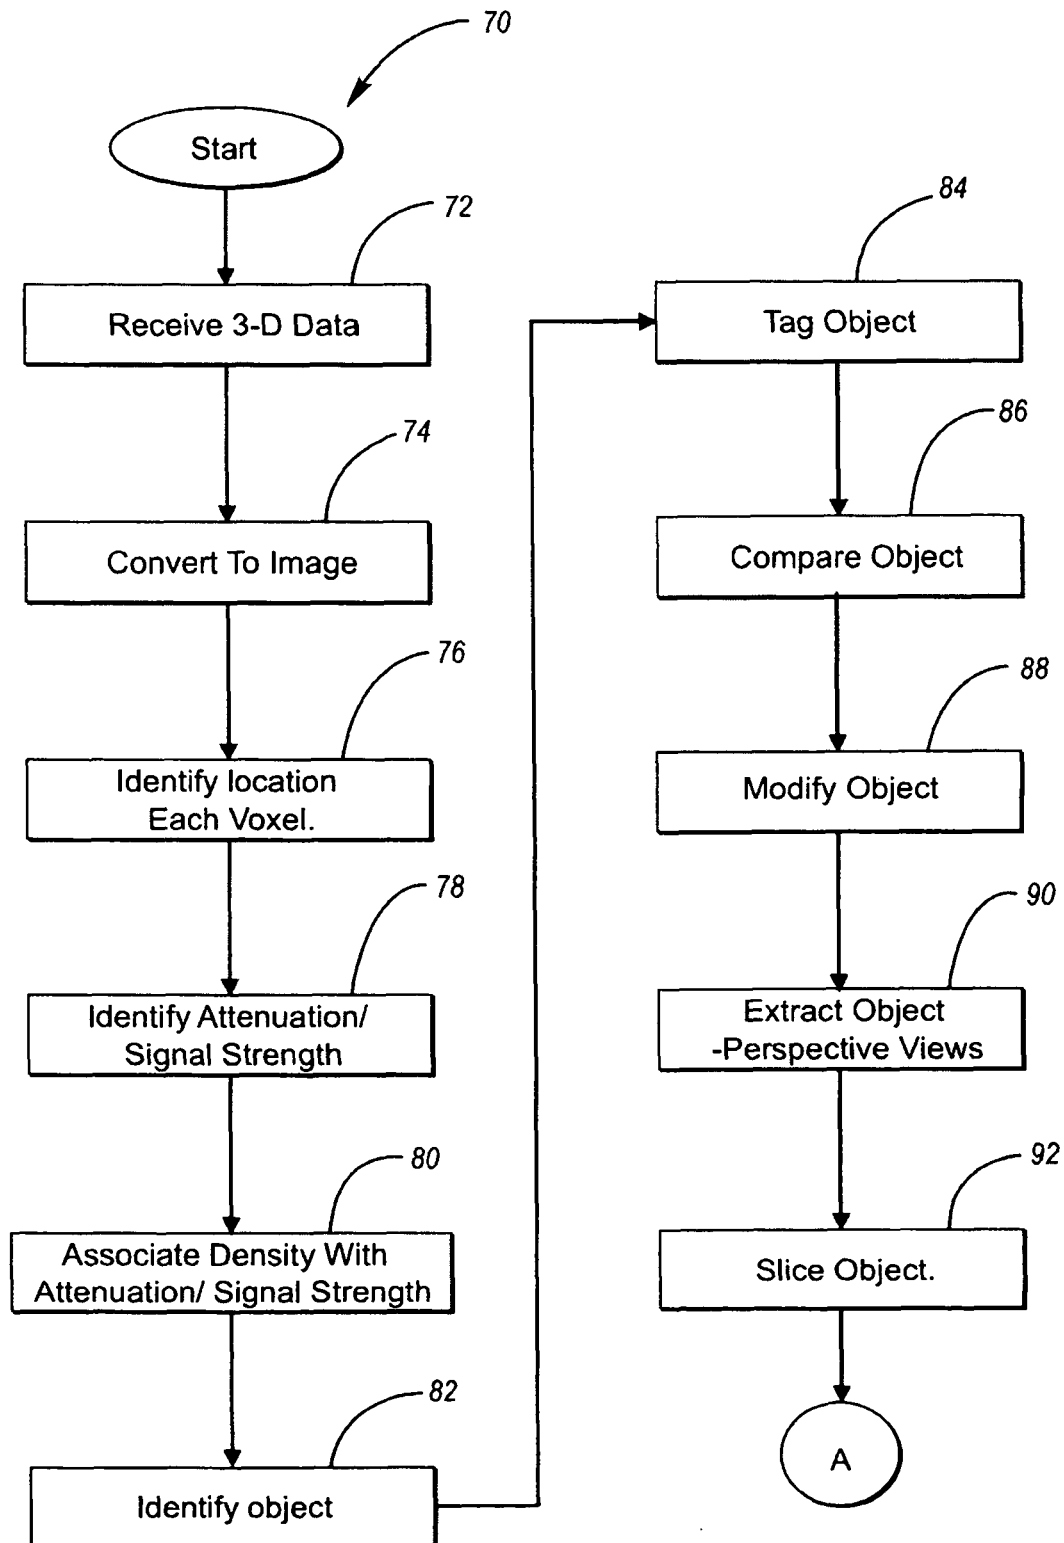 70
Start
72
Receive 3-D Data
74
Convert To Image
76
Identify location
Each Voxel.
78
Identify Attenuation/
Signal Strength
80
Associate Density With
Attenuation/ Signal Strength
82
Identify object
84
Tag Object
86
Compare Object
88
Modify Object
90
Extract Object
-Perspective Views
92
Slice Object.
A